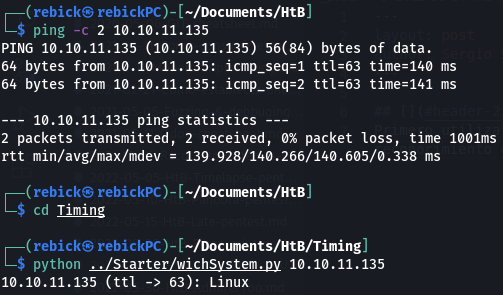 ┌──(rebick㉿rebickPC)-[~/Documents/HtB]
└─$ ping -c 2 10.10.11.135
PING 10.10.11.135 (10.10.11.135) 56(84) bytes of data.
64 bytes from 10.10.11.135: icmp_seq=1 ttl=63 time=140 ms
64 bytes from 10.10.11.135: icmp_seq=2 ttl=63 time=141 ms
--- 10.10.11.135 ping statistics ---
2 packets transmitted, 2 received, 0% packet loss, time 1001ms
rtt min/avg/max/mdev = 139.928/140.266/140.605/0.338 ms
┌──(rebick㉿rebickPC)-[~/Documents/HtB]
└─$ cd Timing
┌──(rebick㉿rebickPC)-[~/Documents/HtB/Timing]
└─$ python ../Starter/wichSystem.py 10.10.11.135
10.10.11.135 (ttl -> 63): Linux